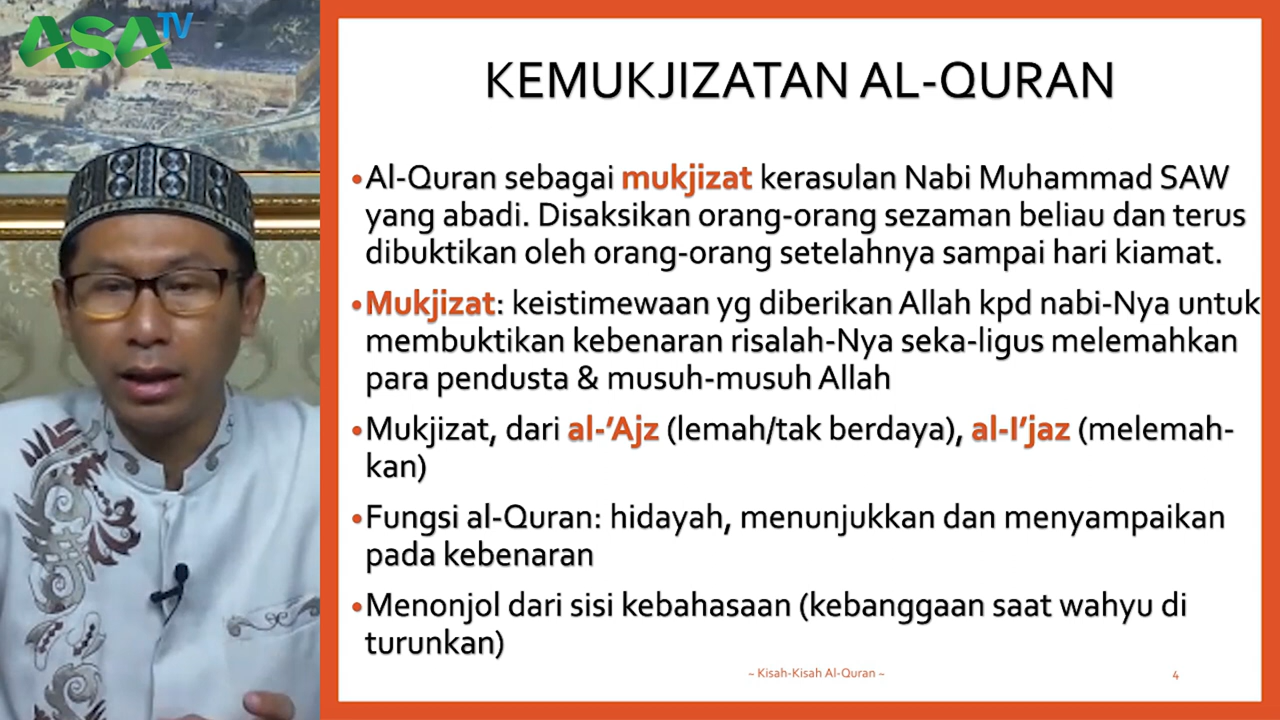 ASATV
KEMUKJIZATAN AL-QURAN
•Al-Quran sebagai mukjizat kerasulan Nabi Muhammad SAW
yang abadi. Disaksikan orang-orang sezaman beliau dan terus
dibuktikan oleh orang-orang setelahnya sampai hari kiamat.
•Mukjizat: keistimewaan yg diberikan Allah kpd nabi-Nya untuk
membuktikan kebenaran risalah-Nya seka-ligus melemahkan
para pendusta & musuh-musuh Allah
•Mukjizat, dari al-’Ajz (lemah/tak berdaya), al-I’jaz (melemah-
kan)
•Fungsi al-Quran: hidayah, menunjukkan dan menyampaikan
pada kebenaran
•Menonjol dari sisi kebahasaan (kebanggaan saat wahyu di
turunkan)
~ Kisah-Kisah Al-Quran ~
4